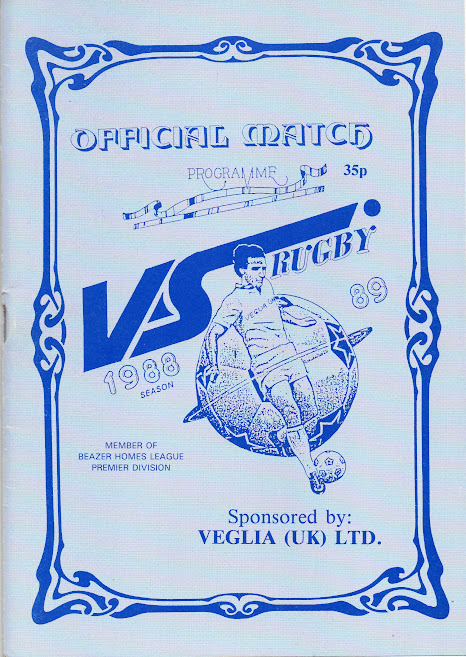 OFFICIAL MATCH
PROGRAMME
35p
VS RUGBY
1988 89
SEASON
MEMBER OF
BEAZER HOMES LEAGUE
PREMIER DIVISION
Sponsored by:
VEGLIA (UK) LTD.